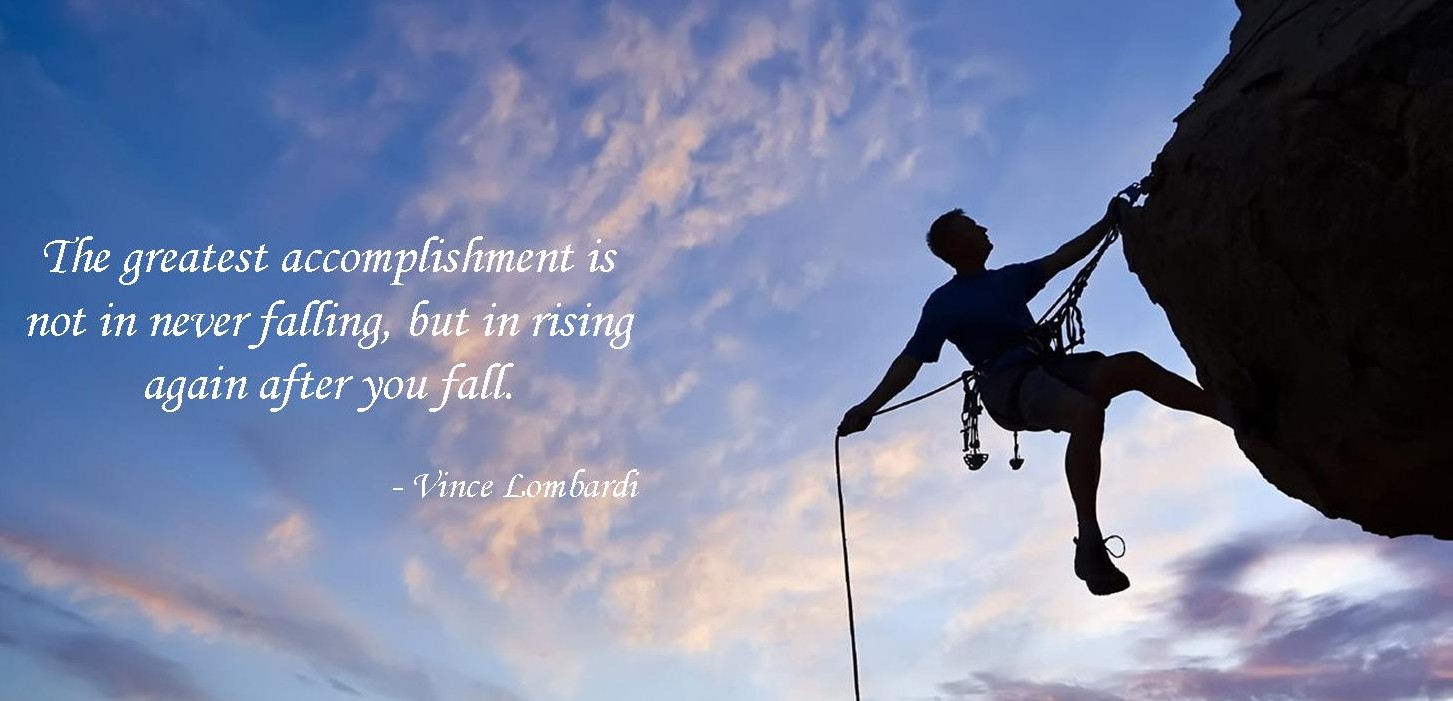 The greatest accomplishment is
not in never falling, but in rising
again after you fall.
- Vince Lombardi